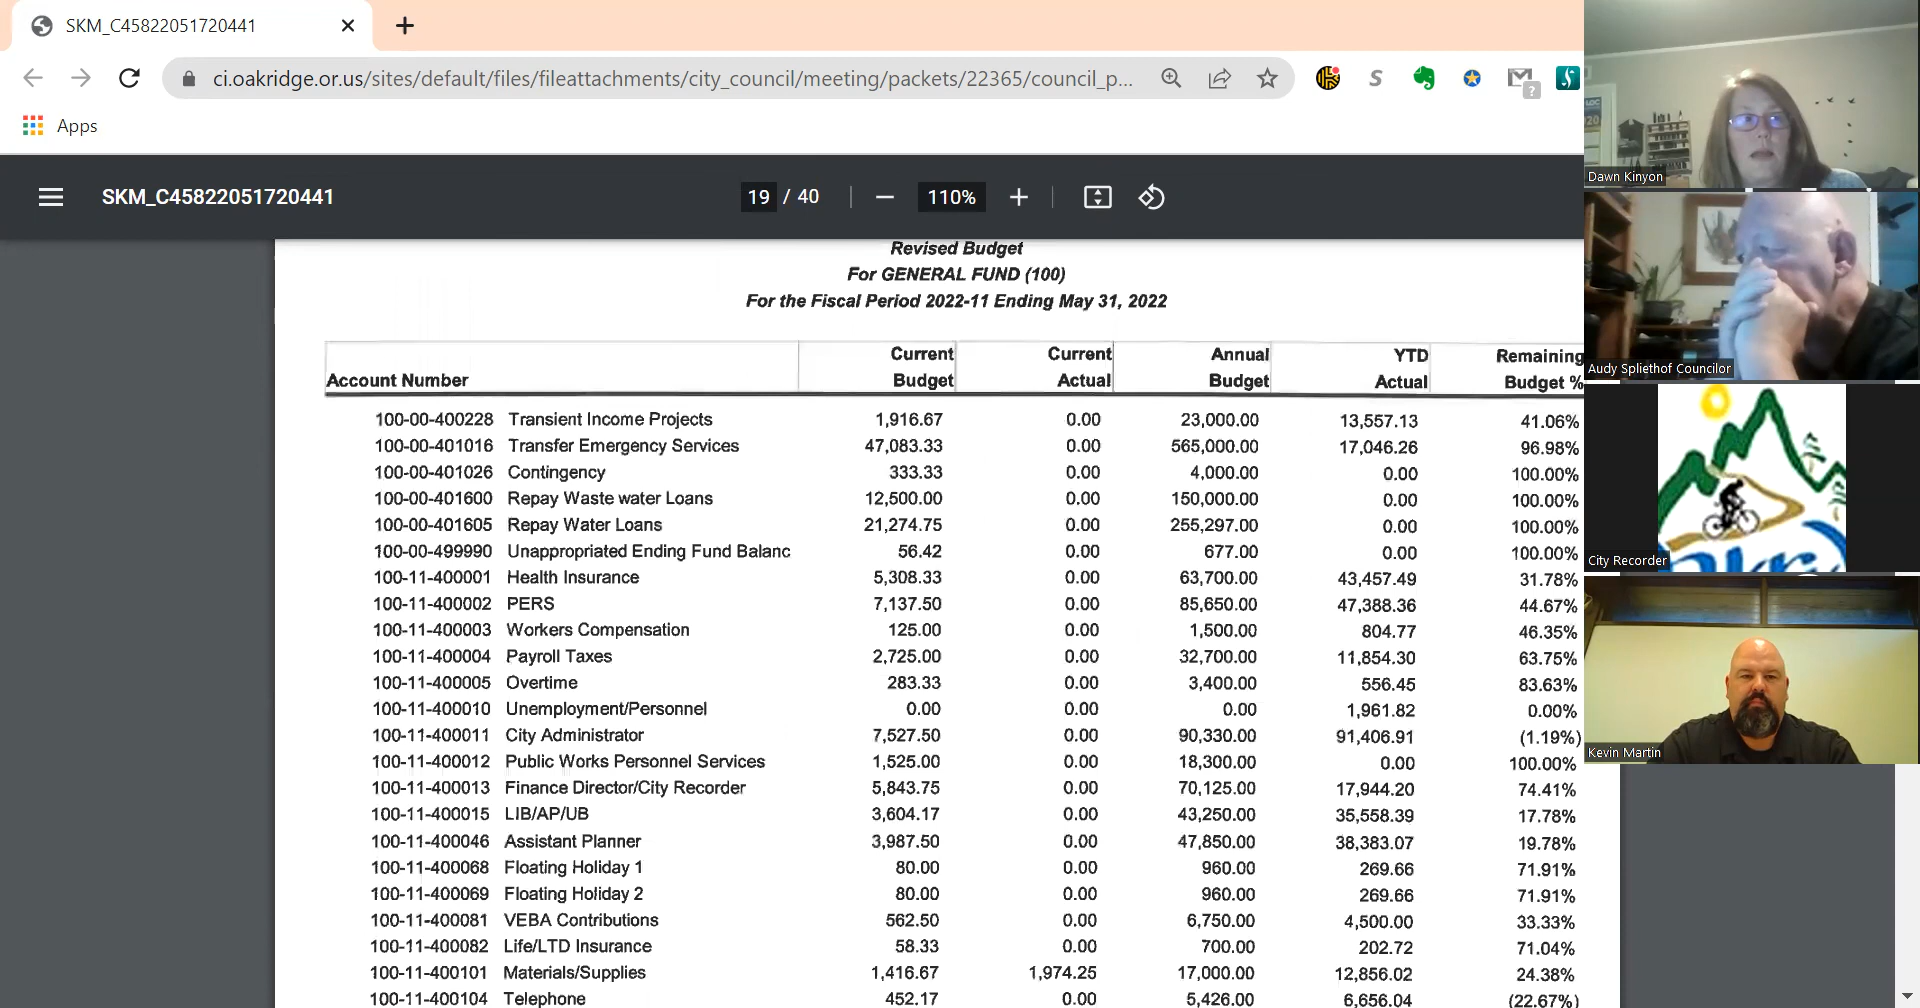 SKM_C45822051720441
ci.oakridge.or.us/sites/default/files/fileattachments/city_council/meeting/packets/22365/council_p...
Apps
SKM_C45822051720441
19 / 40
110%
Revised Budget
For GENERAL FUND (100)
For the Fiscal Period 2022-11 Ending May 31, 2022
Account Number Current Budget Current Actual Annual Budget YTD Actual Remaining Budget %
100-00-400228 Transient Income Projects 1,916.67 0.00 23,000.00 13,557.13 41.06%
100-00-401016 Transfer Emergency Services 47,083.33 0.00 565,000.00 17,046.26 96.98%
100-00-401026 Contingency 333.33 0.00 4,000.00 0.00 100.00%
100-00-401600 Repay Waste water Loans 12,500.00 0.00 150,000.00 0.00 100.00%
100-00-401605 Repay Water Loans 21,274.75 0.00 255,297.00 0.00 100.00%
100-00-499990 Unappropriated Ending Fund Balanc 56.42 0.00 677.00 0.00 100.00%
100-11-400001 Health Insurance 5,308.33 0.00 63,700.00 43,457.49 31.78%
100-11-400002 PERS 7,137.50 0.00 85,650.00 47,388.36 44.67%
100-11-400003 Workers Compensation 125.00 0.00 1,500.00 804.77 46.35%
100-11-400004 Payroll Taxes 2,725.00 0.00 32,700.00 11,854.30 63.75%
100-11-400005 Overtime 283.33 0.00 3,400.00 556.45 83.63%
100-11-400010 Unemployment/Personnel 0.00 0.00 0.00 1,961.82 0.00%
100-11-400011 City Administrator 7,527.50 0.00 90,330.00 91,406.91 (1.19%)
100-11-400012 Public Works Personnel Services 1,525.00 0.00 18,300.00 0.00 100.00%
100-11-400013 Finance Director/City Recorder 5,843.75 0.00 70,125.00 17,944.20 74.41%
100-11-400015 LIB/AP/UB 3,604.17 0.00 43,250.00 35,558.39 17.78%
100-11-400046 Assistant Planner 3,987.50 0.00 47,850.00 38,383.07 19.78%
100-11-400068 Floating Holiday 1 80.00 0.00 960.00 269.66 71.91%
100-11-400069 Floating Holiday 2 80.00 0.00 960.00 269.66 71.91%
100-11-400081 VEBA Contributions 562.50 0.00 6,750.00 4,500.00 33.33%
100-11-400082 Life/LTD Insurance 58.33 0.00 700.00 202.72 71.04%
100-11-400101 Materials/Supplies 1,416.67 1,974.25 17,000.00 12,856.02 24.38%
100-11-400104 Telephone 452.17 0.00 5,426.00 6,656.04 (22.67%)
Dawn Kinyon
Audy Spliethof Councilor
City Recorder
Kevin Martin